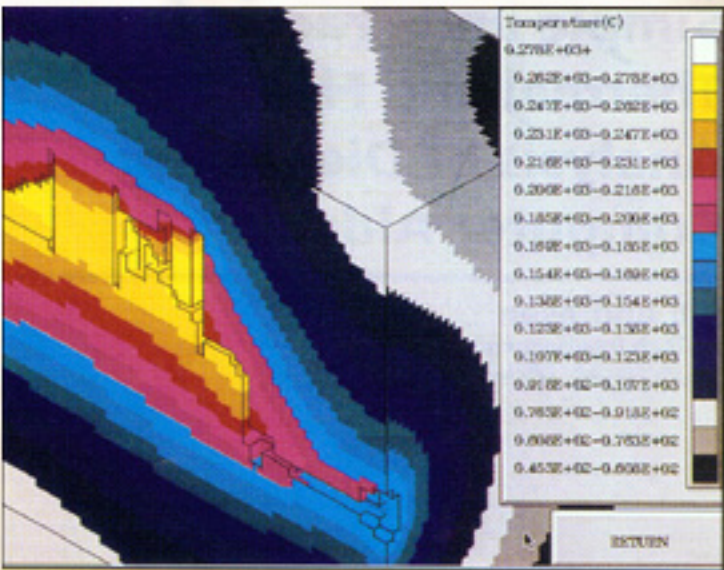 Temperature(C)
0.278E+03+
0.262E+03-0.278E+03
0.247E+03-0.262E+03
0.231E+03-0.247E+03
0.216E+03-0.231E+03
0.200E+03-0.216E+03
0.185E+03-0.200E+03
0.169E+03-0.185E+03
0.154E+03-0.169E+03
0.138E+03-0.154E+03
0.123E+03-0.138E+03
0.107E+03-0.123E+03
0.918E+02-0.107E+03
0.763E+02-0.918E+02
0.608E+02-0.763E+02
0.453E+02-0.608E+02
RETURN